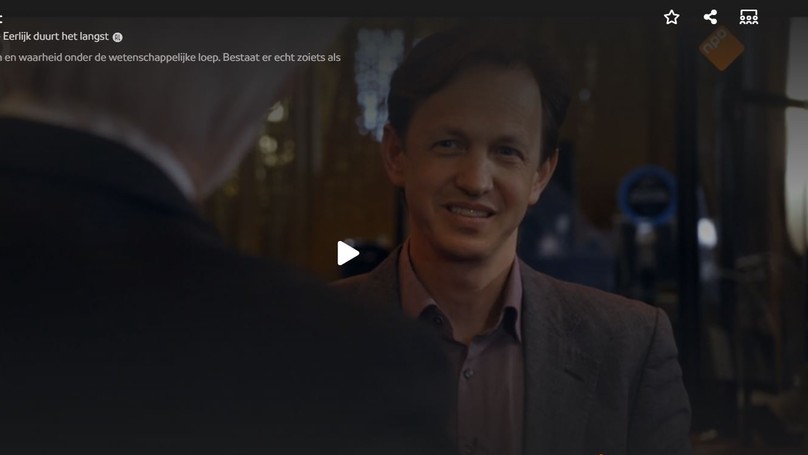 Eerlijk duurt het langst
en waarheid onder de wetenschappelijke loep. Bestaat er echt zoiets als
npo